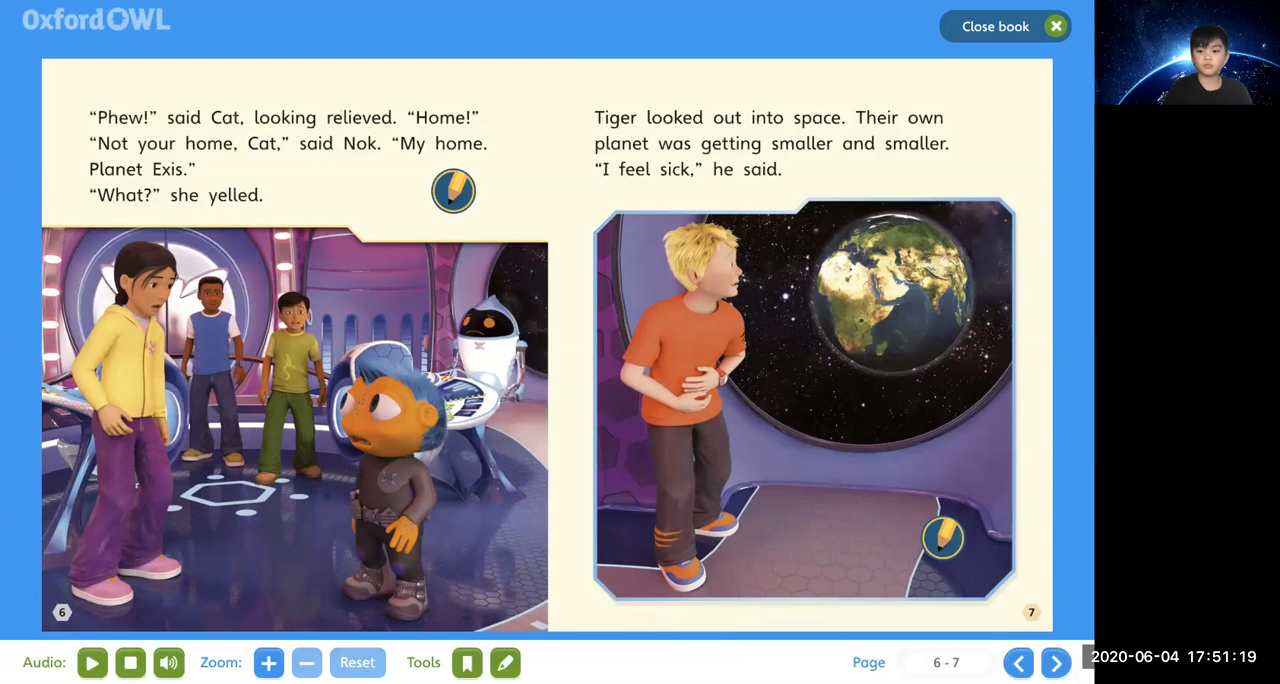 Oxford OWL
Close book
“Phew!” said Cat, looking relieved. “Home!”
“Not your home, Cat,” said Nok. “My home.
Planet Exis.”
“What?” she yelled.
Tiger looked out into space. Their own
planet was getting smaller and smaller.
“I feel sick,” he said.
6
7
Audio:
Zoom:
Reset
Tools
Page
6 - 7
2020-06-04 17:51:19